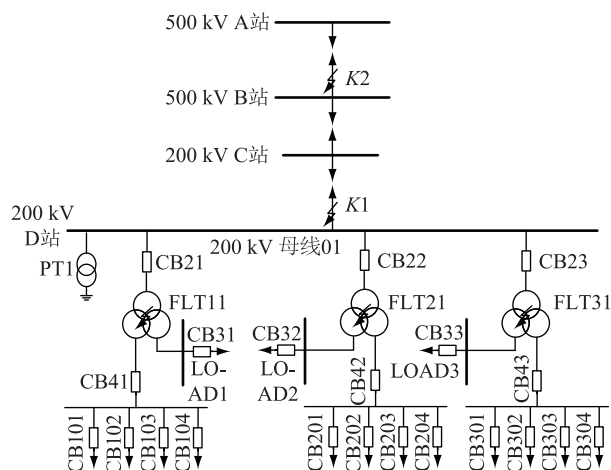 500 kV A站
K2
500 kV B站
200 kV C站
K1
200 kV
D站
200 kV 母线01
PT1
CB21
CB22
CB23
FLT11
FLT21
FLT31
CB31
LO-
AD1
CB32
LO-
AD2
CB33
LOAD3
CB41
CB42
CB43
CB101
CB102
CB103
CB104
CB201
CB202
CB203
CB204
CB301
CB302
CB303
CB304